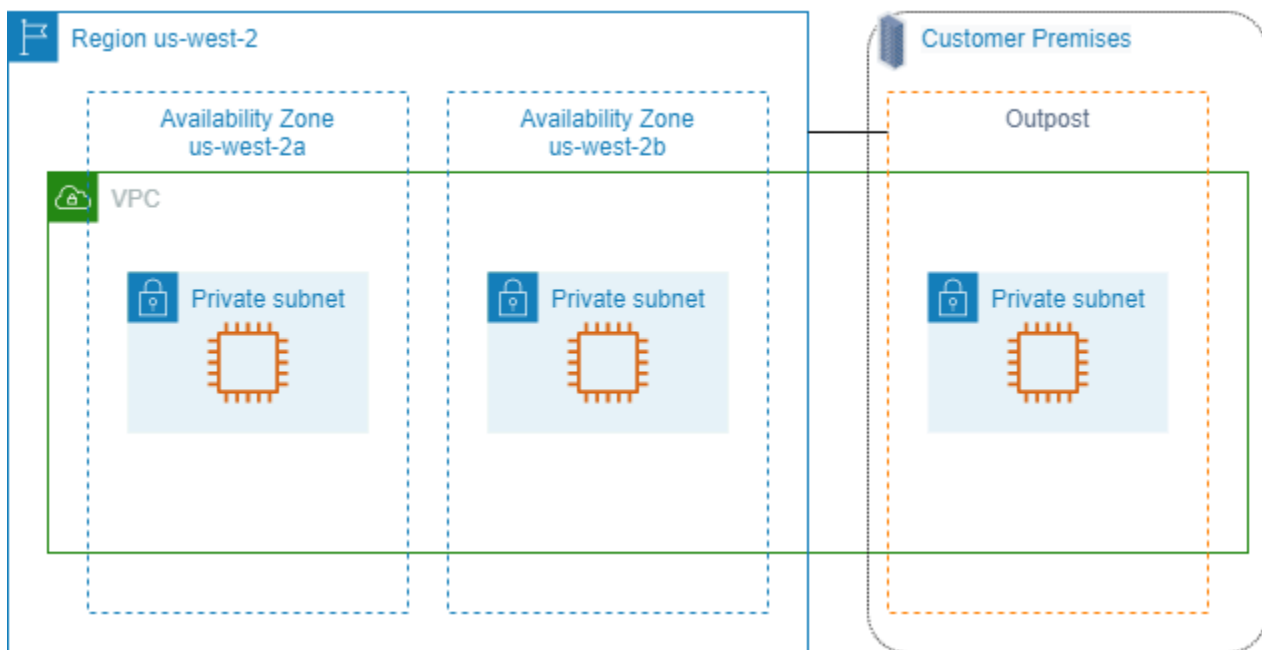 Region us-west-2
Customer Premises
Availability Zone
us-west-2a
Availability Zone
us-west-2b
Outpost
VPC
Private subnet
Private subnet
Private subnet